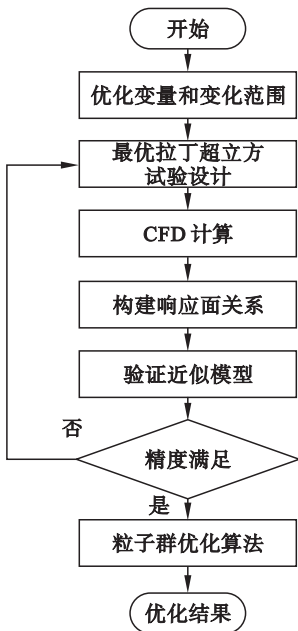 开始
优化变量和变化范围
最优拉丁超立方
试验设计
CFD 计算
构建响应面关系
验证近似模型
否
精度满足
是
粒子群优化算法
优化结果